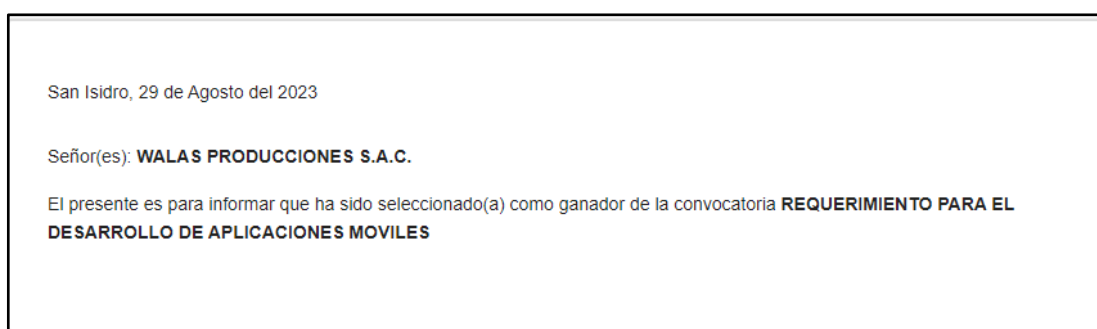 San Isidro, 29 de Agosto del 2023
Señor(es): WALAS PRODUCCIONES S.A.C.
El presente es para informar que ha sido seleccionado(a) como ganador de la convocatoria REQUERIMIENTO PARA EL
DESARROLLO DE APLICACIONES MOVILES